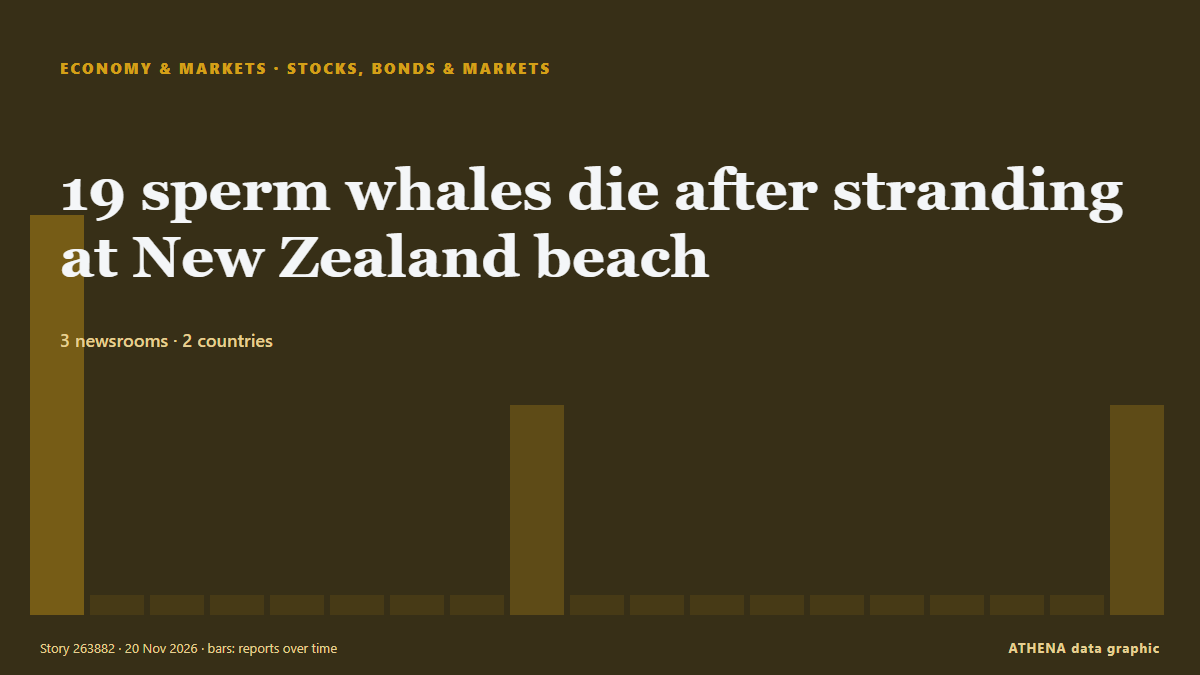 ECONOMY & MARKETS · STOCKS, BONDS & MARKETS
19 sperm whales die after stranding
at New Zealand beach
3 newsrooms · 2 countries
Story 263882 · 20 Nov 2026 · bars: reports over time
ATHENA data graphic